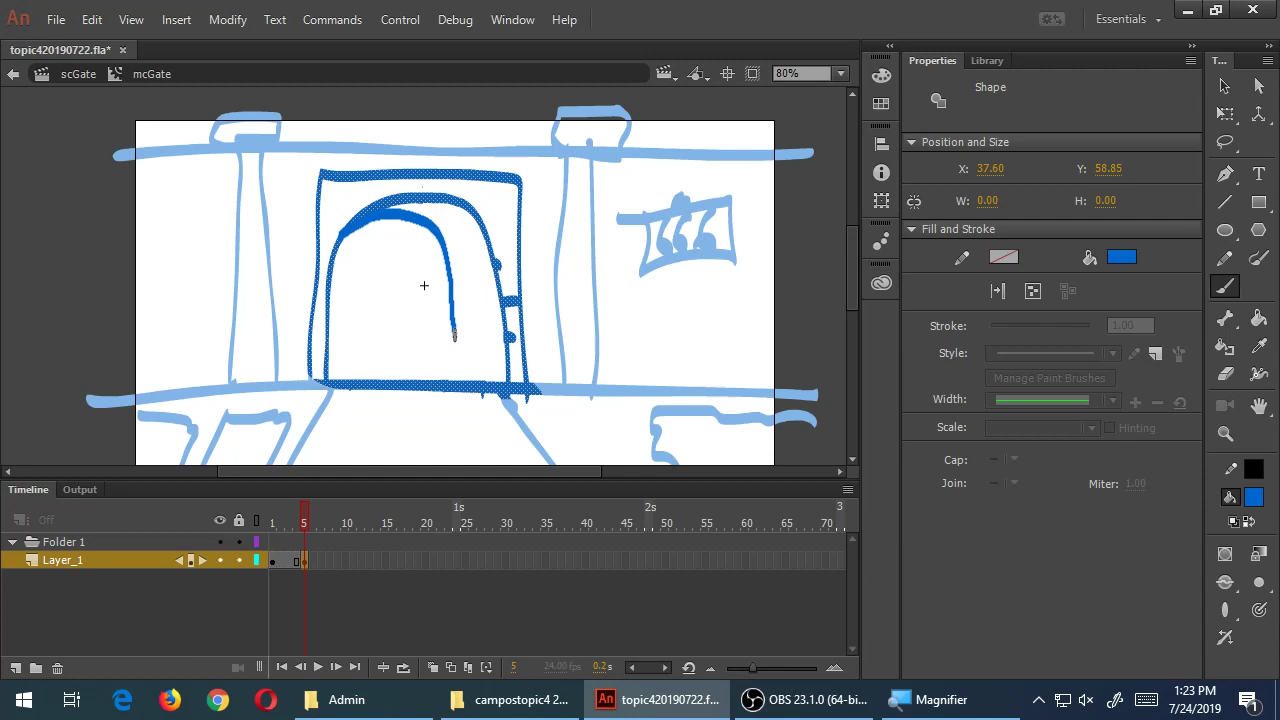 An File Edit View Insert Modify Text Commands Control Debug Window Help Essentials
topic420190722.fla* ×
scGate mcGate 80%
Properties Library T...
Shape
Position and Size
X: 37.60 Y: 58.85
W: 0.00 H: 0.00
Fill and Stroke
Stroke: 1.00
Style:
Manage Paint Brushes
Width:
Scale: Hinting
Cap:
Join: Miter: 1.00
Timeline Output
1s 2s 3
Off 1 5 10 15 20 25 30 35 40 45 50 55 60 65 70
Folder 1
Layer_1
5 24.00 fps 0.2 s
Admin campostopic4 2... An topic420190722.f... OBS 23.1.0 (64-bi... Magnifier
1:23 PM
7/24/2019
1